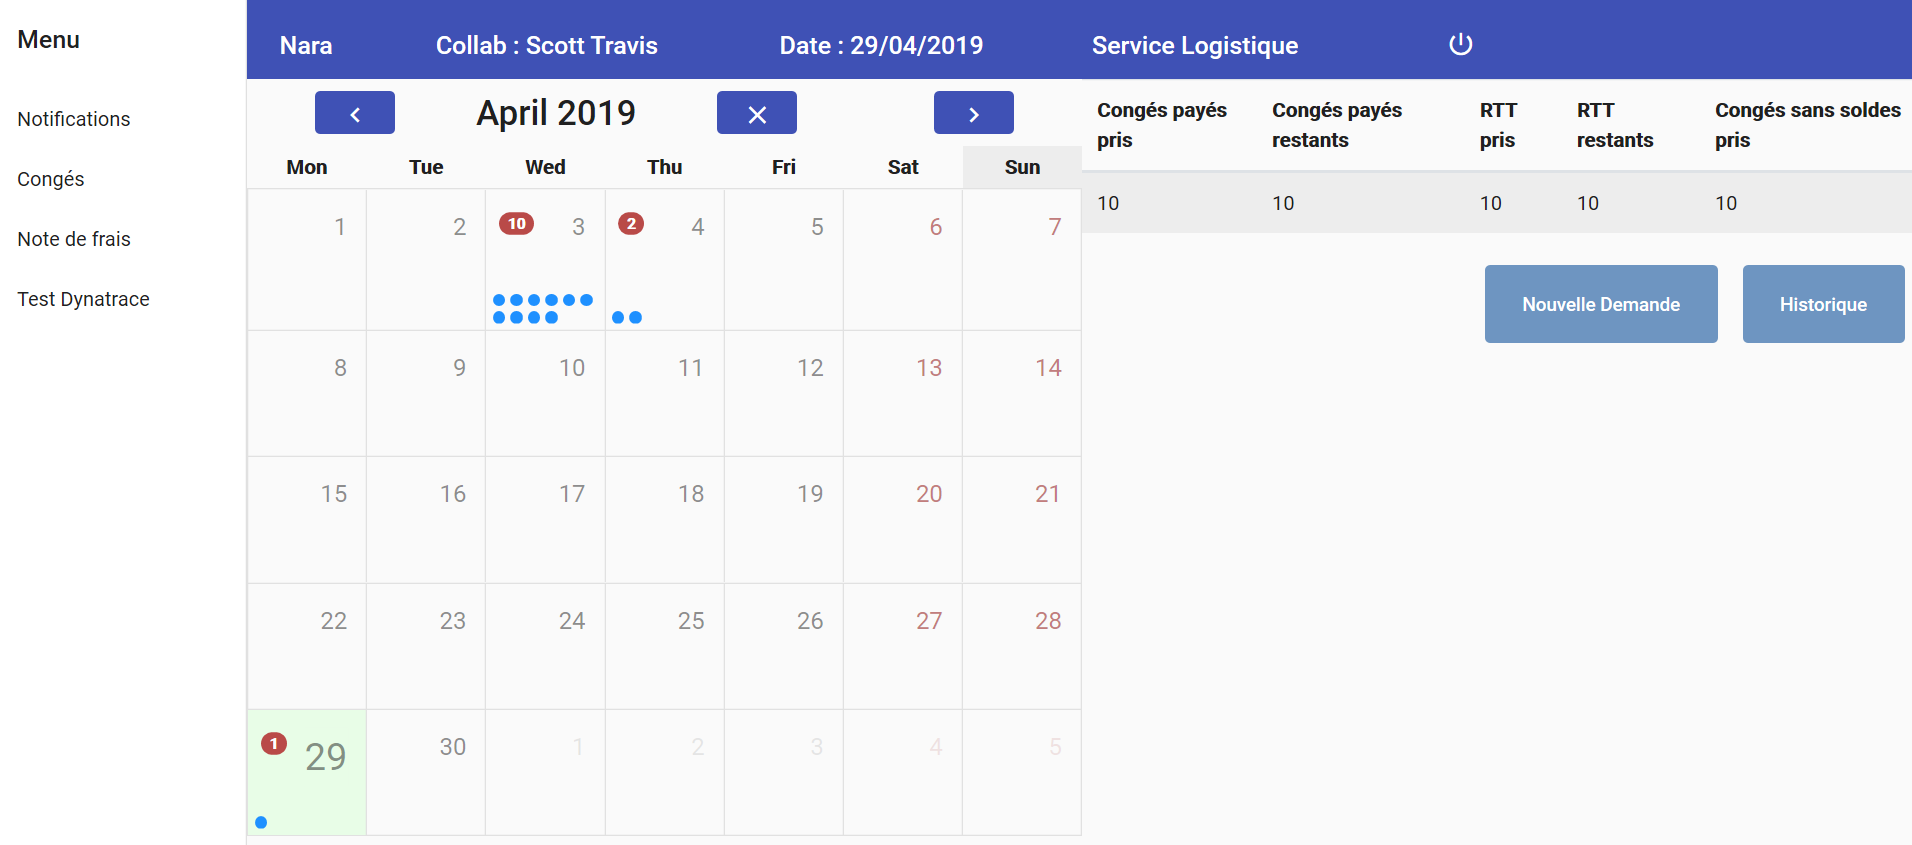 Menu
Notifications
Congés
Note de frais
Test Dynatrace
Nara Collab : Scott Travis Date : 29/04/2019 Service Logistique
April 2019
Mon Tue Wed Thu Fri Sat Sun
1 2 10 3 2 4 5 6 7
8 9 10 11 12 13 14
15 16 17 18 19 20 21
22 23 24 25 26 27 28
1 29 30 1 2 3 4 5
Congés payés pris Congés payés restants RTT pris RTT restants Congés sans soldes pris
10 10 10 10 10
Nouvelle Demande Historique